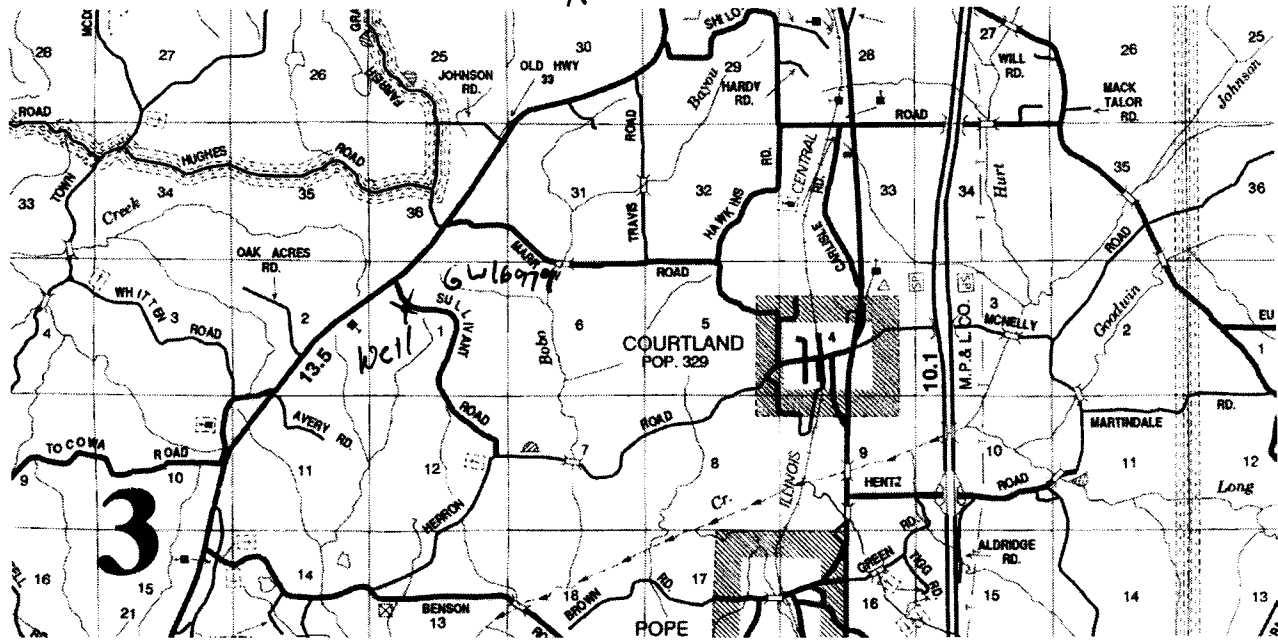 28
27
26
25
30
29
28
27
26
25
SHILO
JOHNSON RD.
OLD HWY 33
Bayou
HARDY RD.
WILL RD.
MACK TALOR RD.
Johnson
ROAD
ROAD
ROAD
HUGHES ROAD
TOWN
Creek
33
34
35
36
31
32
33
34
35
36
TRAVIS
HAWKINS RD.
CENTRAL
CARLISLE RD.
Hurt
ROAD
OAK ACRES RD.
ROAD
WHITTEN ROAD
SULLIVANT ROAD
Well
13.5
4
3
2
1
6
5
4
3
2
1
Bobo
COURTLAND
POP. 329
M.P.& L. CO.
10.1
MCNELLY
Goodwin
EU
ROAD
AVERY RD.
MARTINDALE RD.
TOCOWA ROAD
9
10
11
12
7
8
9
10
11
12
HENTZ ROAD
Long
Cr.
ILLINOIS
HERRON
3
GREEN RD.
TIGG RD.
ALDRIDGE RD.
16
15
14
13
18
17
16
15
14
13
21
BENSON
BROWN RD
POPE